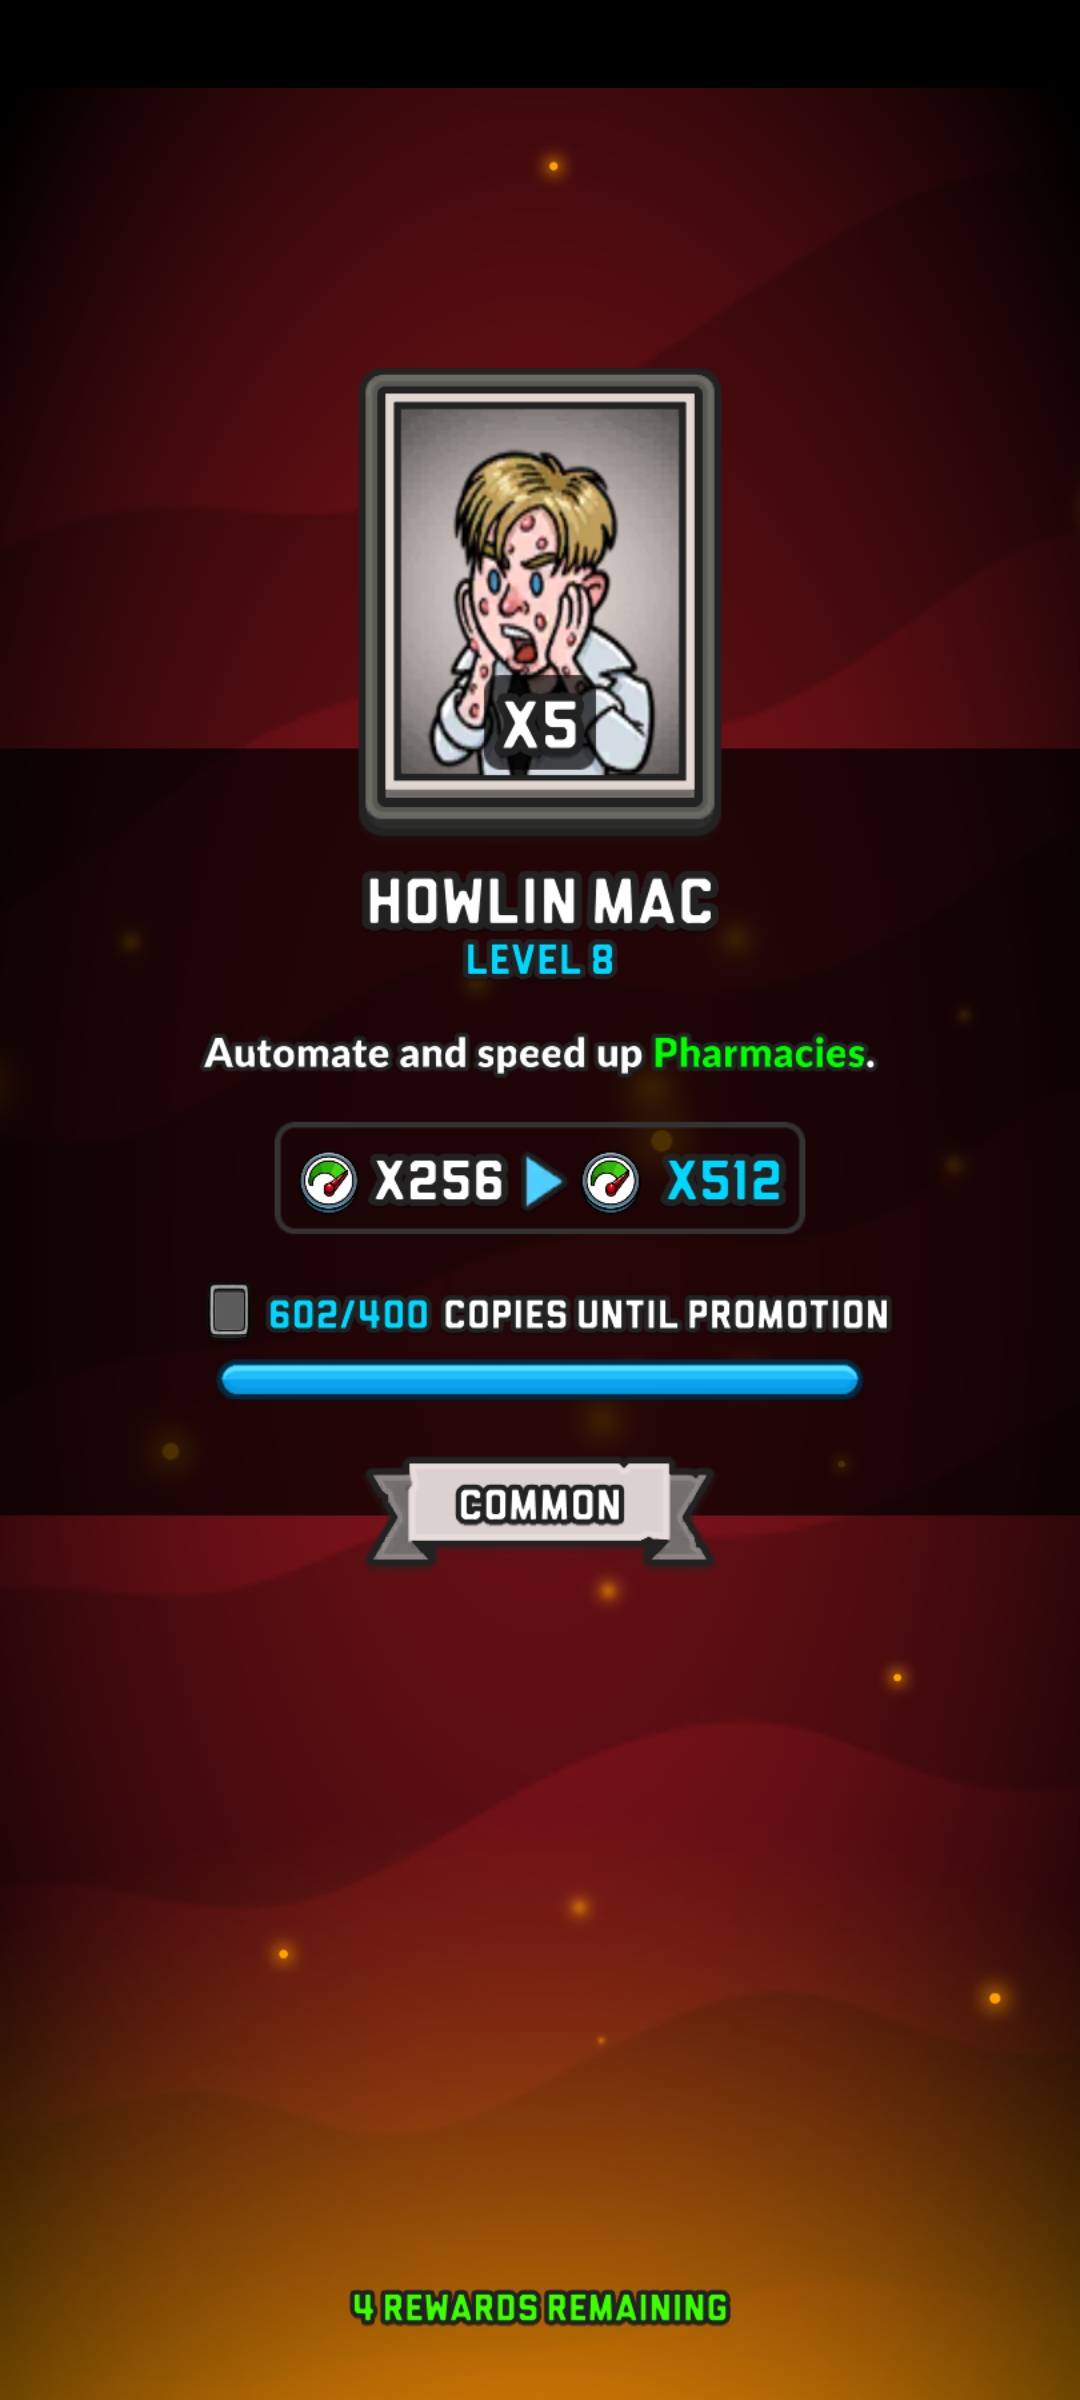 X5
HOWLIN MAC
LEVEL 8
Automate and speed up Pharmacies.
X256 X512
602/400 COPIES UNTIL PROMOTION
COMMON
4 REWARDS REMAINING